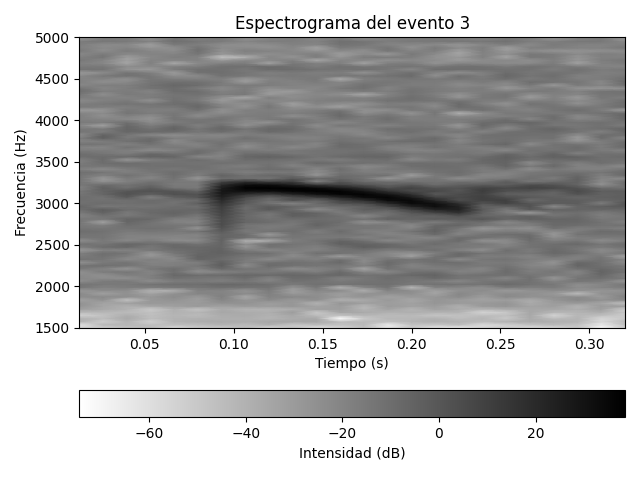 Espectrograma del evento 3
5000
4500
4000
3500
3000
2500
2000
1500
Frecuencia (Hz)
0.05 0.10 0.15 0.20 0.25 0.30
Tiempo (s)
−60 −40 −20 0 20
Intensidad (dB)